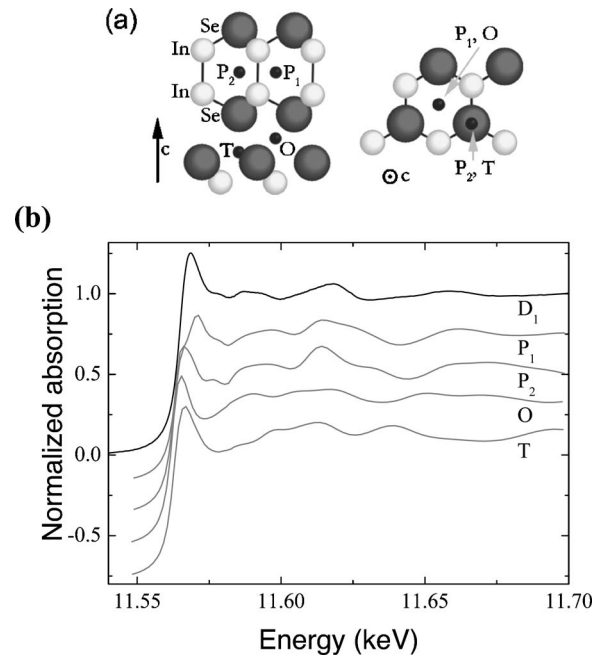 (a)
Se
In
P2 P1
In
Se
T O
c
P1, O
P2, T
c
(b)
Normalized absorption
1.0
0.5
0.0
-0.5
D1
P1
P2
O
T
11.55 11.60 11.65 11.70
Energy (keV)